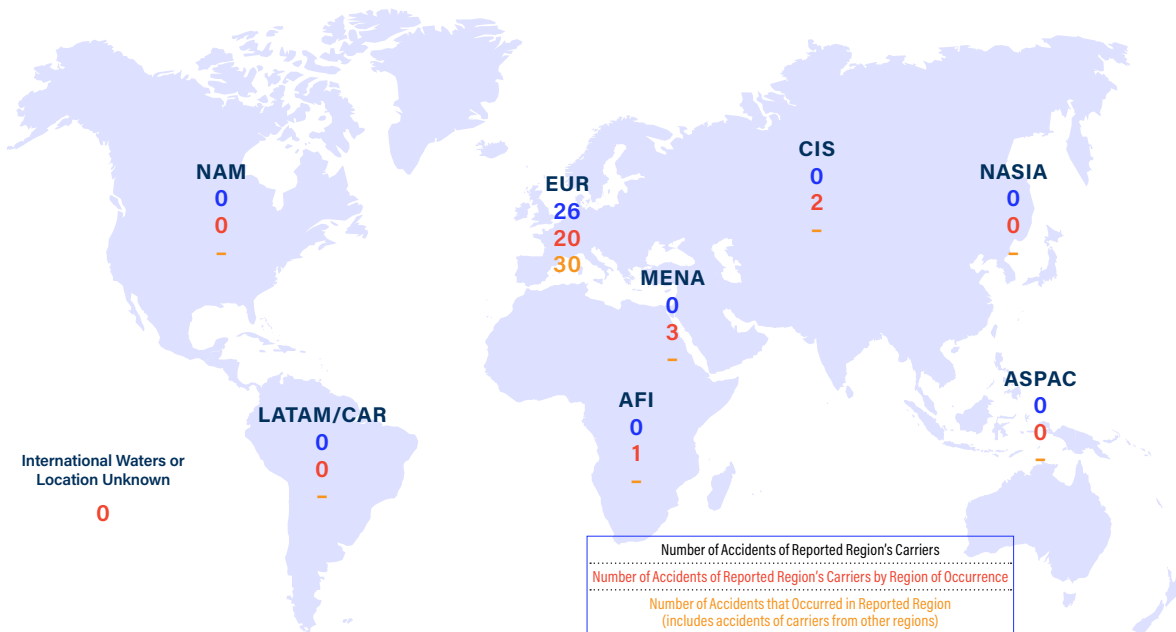 NAM
0
0
–
EUR
26
20
30
CIS
0
2
–
NASIA
0
0
–
MENA
0
3
–
LATAM/CAR
0
0
–
AFI
0
1
–
ASPAC
0
0
–
International Waters or
Location Unknown
0
Number of Accidents of Reported Region's Carriers
Number of Accidents of Reported Region's Carriers by Region of Occurrence
Number of Accidents that Occurred in Reported Region
(includes accidents of carriers from other regions)